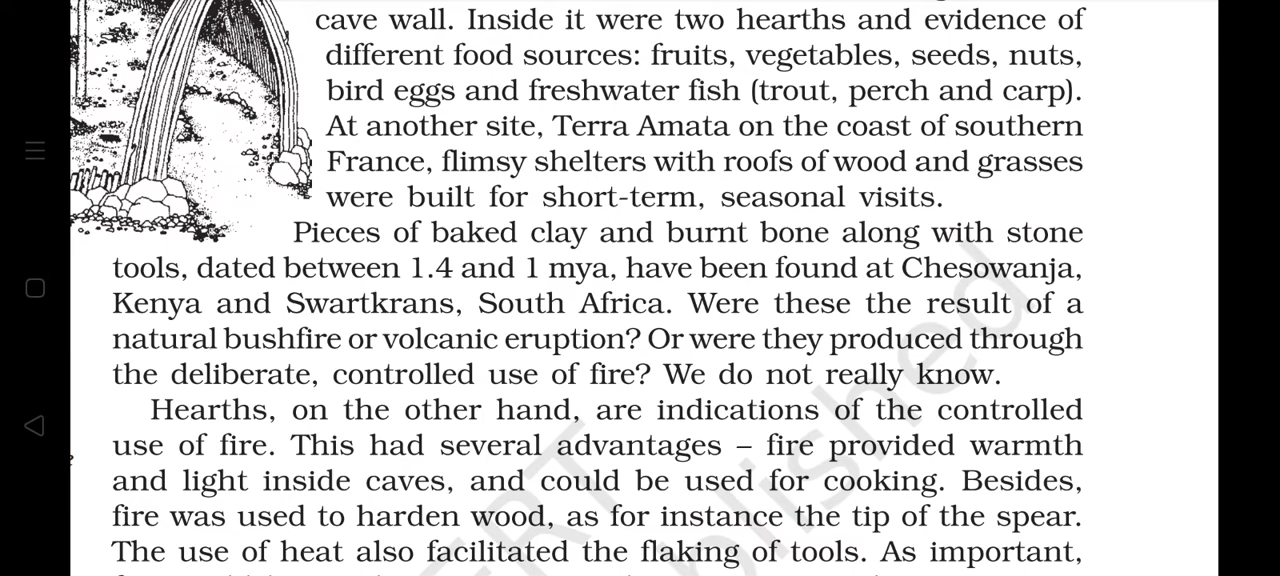 cave wall. Inside it were two hearths and evidence of
different food sources: fruits, vegetables, seeds, nuts,
bird eggs and freshwater fish (trout, perch and carp).
At another site, Terra Amata on the coast of southern
France, flimsy shelters with roofs of wood and grasses
were built for short-term, seasonal visits.
Pieces of baked clay and burnt bone along with stone
tools, dated between 1.4 and 1 mya, have been found at Chesowanja,
Kenya and Swartkrans, South Africa. Were these the result of a
natural bushfire or volcanic eruption? Or were they produced through
the deliberate, controlled use of fire? We do not really know.
Hearths, on the other hand, are indications of the controlled
use of fire. This had several advantages – fire provided warmth
and light inside caves, and could be used for cooking. Besides,
fire was used to harden wood, as for instance the tip of the spear.
The use of heat also facilitated the flaking of tools. As important,